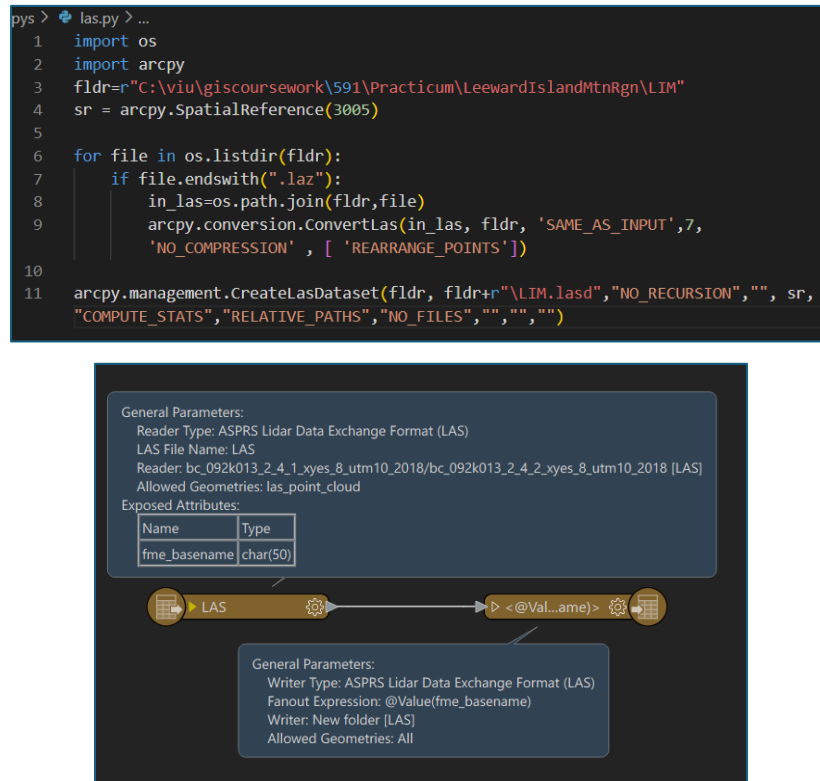 pys > las.py > ...
1 import os
2 import arcpy
3 fldr=r"C:\viu\giscoursework\591\Practicum\LeewardIslandMtnRgn\LIM"
4 sr = arcpy.SpatialReference(3005)
5
6 for file in os.listdir(fldr):
7 if file.endswith(".laz"):
8 in_las=os.path.join(fldr,file)
9 arcpy.conversion.ConvertLas(in_las, fldr, 'SAME_AS_INPUT',7,
'NO_COMPRESSION' , [ 'REARRANGE_POINTS'])
10
11 arcpy.management.CreateLasDataset(fldr, fldr+r"\LIM.lasd","NO_RECURSION","", sr,
"COMPUTE_STATS","RELATIVE_PATHS","NO_FILES","","","")
General Parameters:
Reader Type: ASPRS Lidar Data Exchange Format (LAS)
LAS File Name: LAS
Reader: bc_092k013_2_4_1_xyes_8_utm10_2018/bc_092k013_2_4_2_xyes_8_utm10_2018 [LAS]
Allowed Geometries: las_point_cloud
Exposed Attributes:
Name Type
fme_basename char(50)
LAS
<@Val...ame)>
General Parameters:
Writer Type: ASPRS Lidar Data Exchange Format (LAS)
Fanout Expression: @Value(fme_basename)
Writer: New folder [LAS]
Allowed Geometries: All